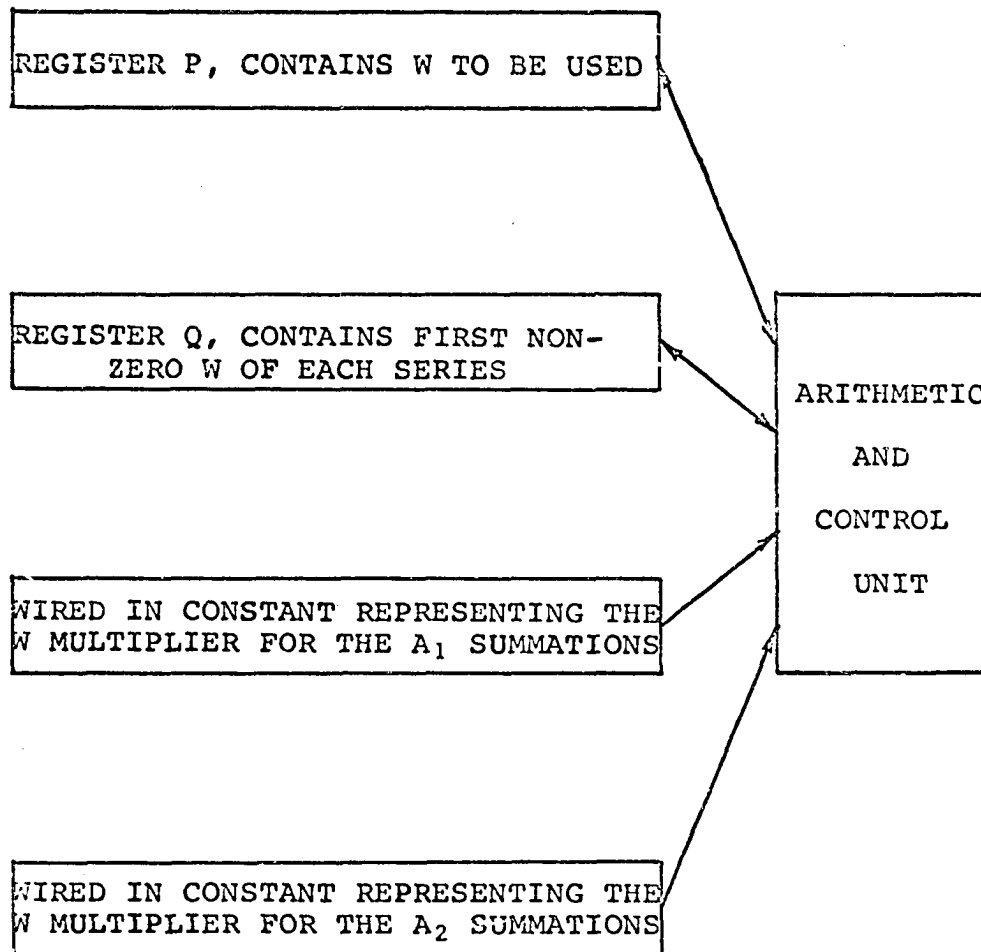 REGISTER P, CONTAINS W TO BE USED
REGISTER Q, CONTAINS FIRST NON-
ZERO W OF EACH SERIES
ARITHMETIC
AND
CONTROL
UNIT
WIRED IN CONSTANT REPRESENTING THE
W MULTIPLIER FOR THE A₁ SUMMATIONS
WIRED IN CONSTANT REPRESENTING THE
W MULTIPLIER FOR THE A₂ SUMMATIONS